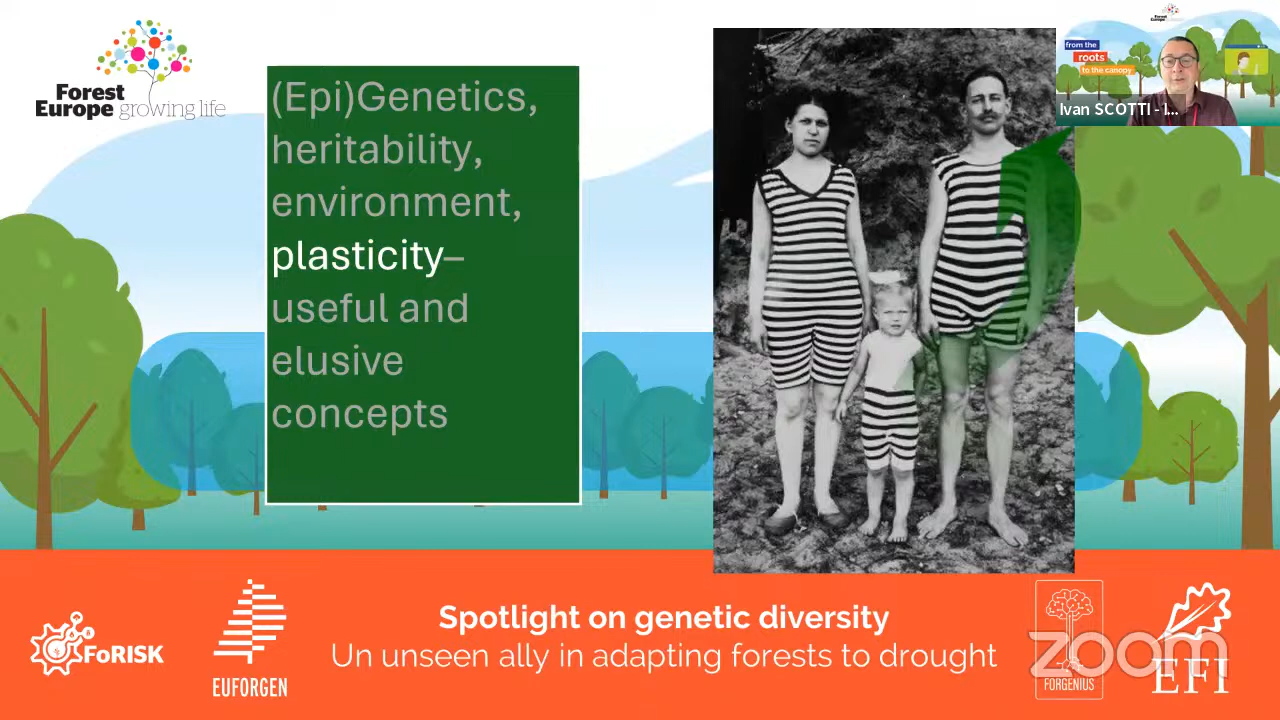 Forest
Europe growing life
(Epi)Genetics,
heritability,
environment,
plasticity–
useful and
elusive
concepts
Forest
Europe
from the
roots
to the canopy
Ivan SCOTTI - I...
Spotlight on genetic diversity
Un unseen ally in adapting forests to drought
FoRISK
EUFORGEN
FORGENIUS
EFI
zoom